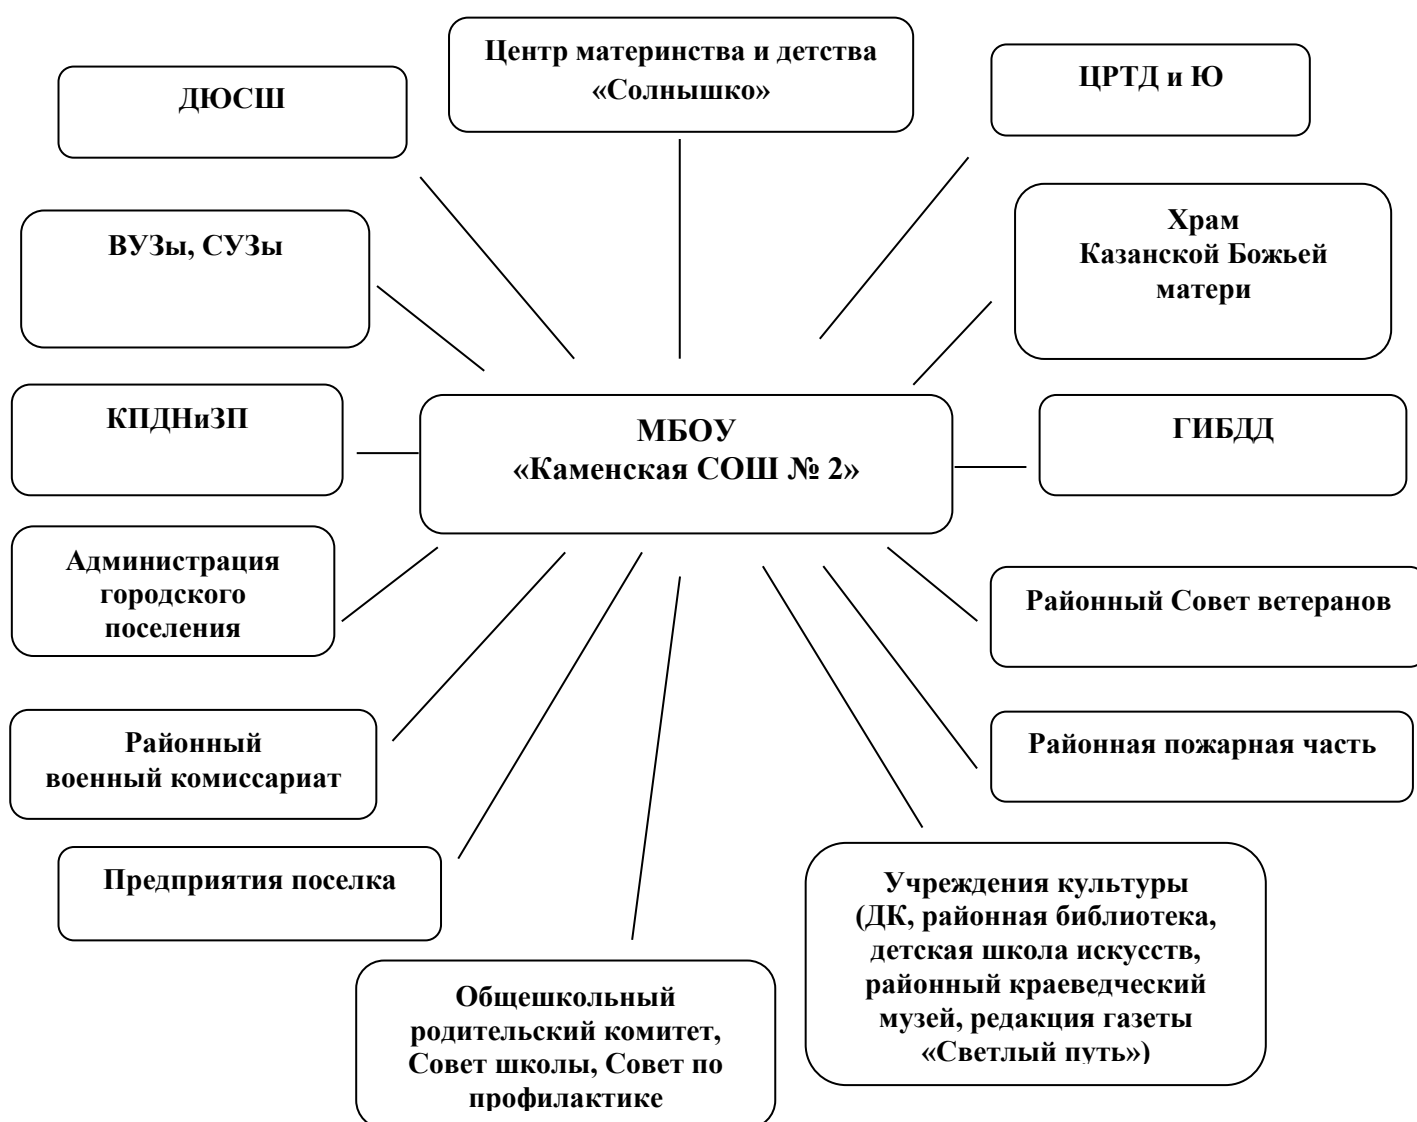 Центр материнства и детства
«Солнышко»
ЦРТД и Ю
ДЮСШ
Храм
Казанской Божьей
матери
ВУЗы, СУЗы
КПДНиЗП
МБОУ
«Каменская СОШ № 2»
ГИБДД
Администрация
городского
поселения
Районный Совет ветеранов
Районный
военный комиссариат
Районная пожарная часть
Предприятия поселка
Учреждения культуры
(ДК, районная библиотека,
детская школа искусств,
районный краеведческий
музей, редакция газеты
«Светлый путь»)
Общешкольный
родительский комитет,
Совет школы, Совет по
профилактике